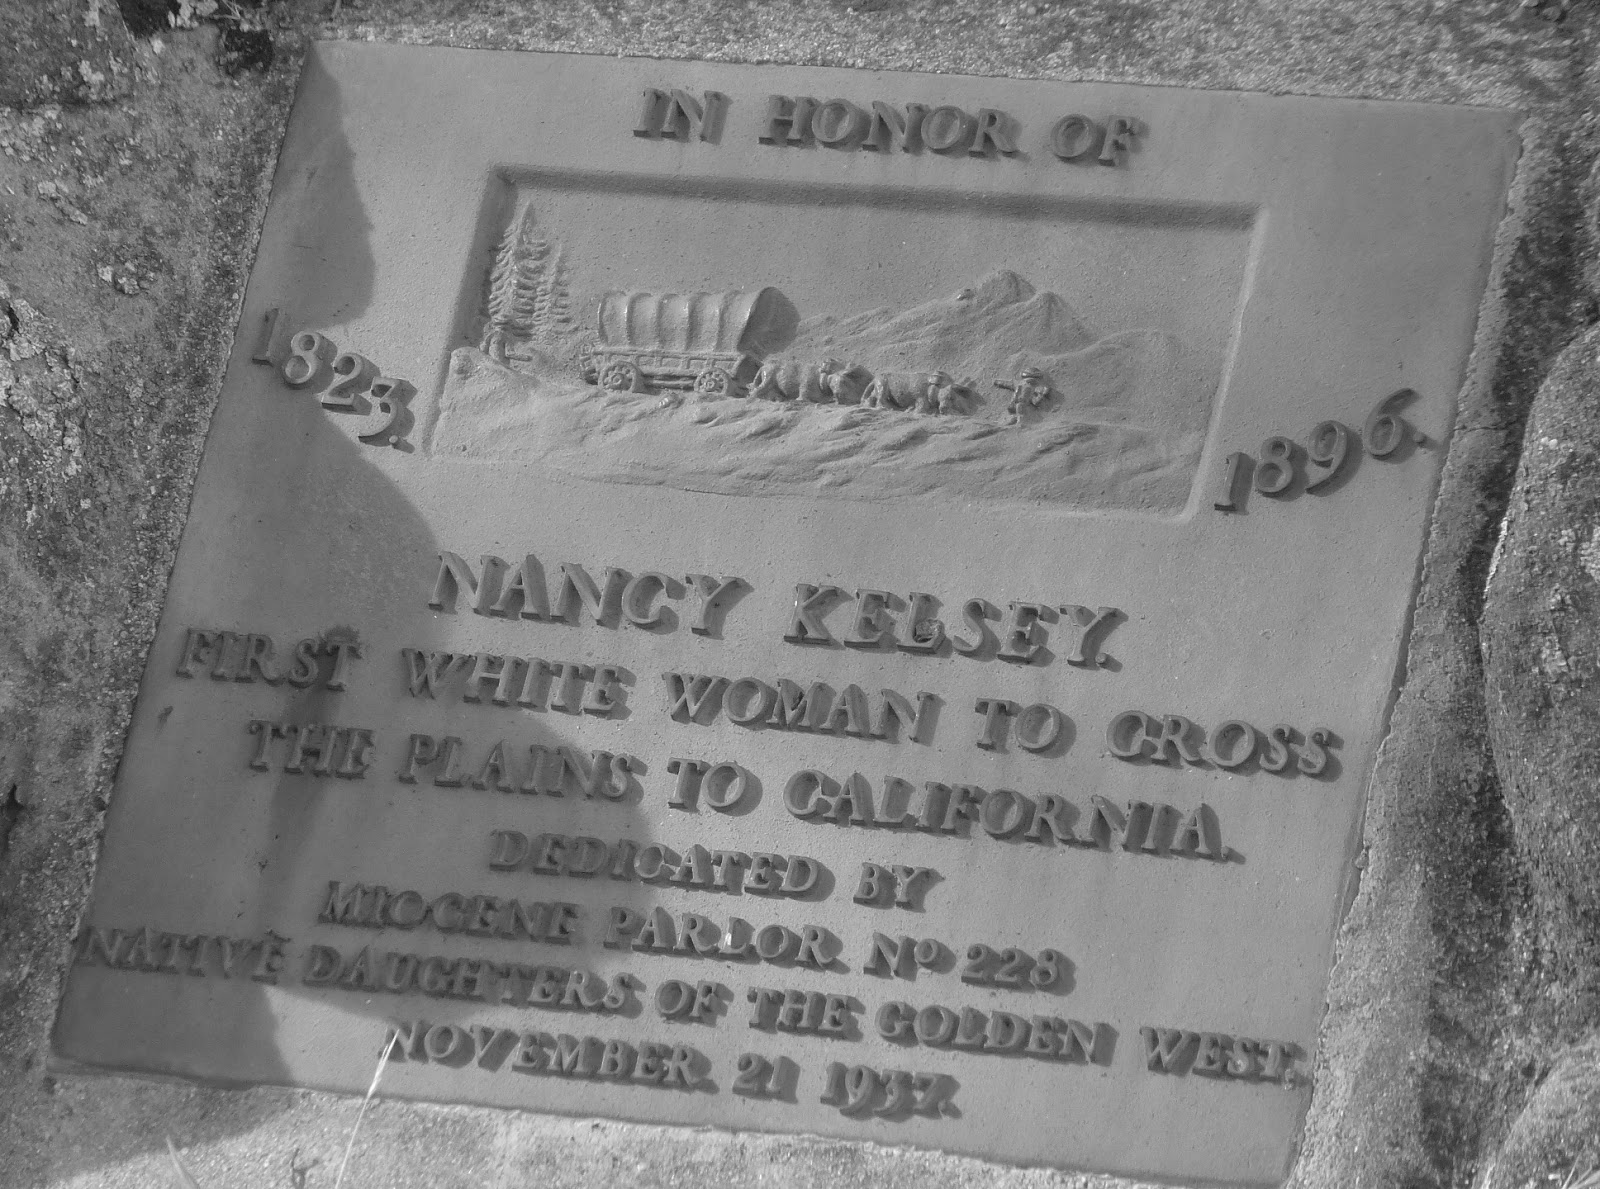 IN HONOR OF
1823.
1896.
NANCY KELSEY.
FIRST WHITE WOMAN TO CROSS
THE PLAINS TO CALIFORNIA.
DEDICATED BY
MIOCENE PARLOR Nº 228
NATIVE DAUGHTERS OF THE GOLDEN WEST.
NOVEMBER 21 1937.